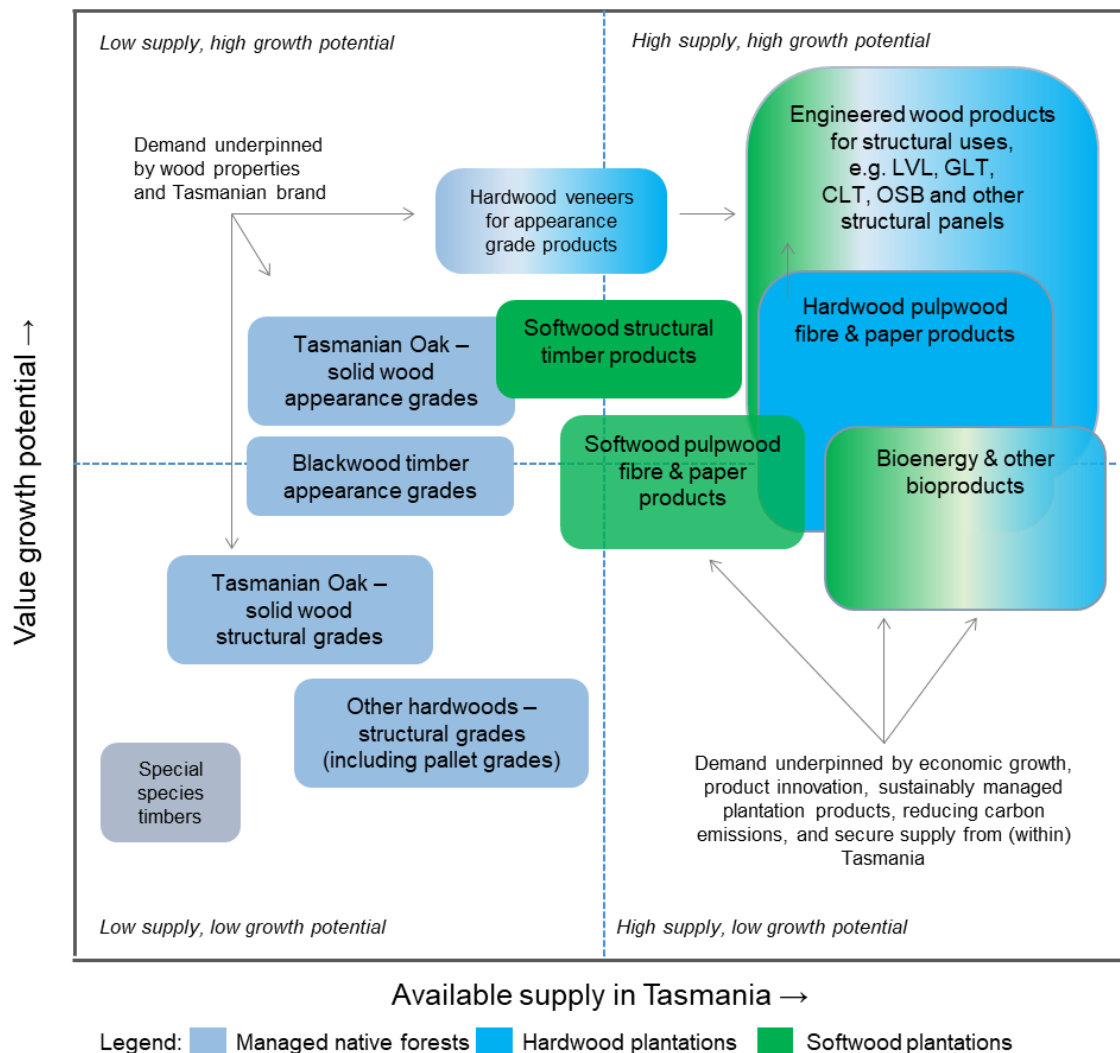 Low supply, high growth potential
High supply, high growth potential
Demand underpinned
by wood properties
and Tasmanian brand
Hardwood veneers
for appearance
grade products
Engineered wood products
for structural uses,
e.g. LVL, GLT,
CLT, OSB and other
structural panels
Tasmanian Oak –
solid wood
appearance grades
Softwood structural
timber products
Hardwood pulpwood
fibre & paper products
Blackwood timber
appearance grades
Softwood pulpwood
fibre & paper
products
Bioenergy & other
bioproducts
Tasmanian Oak –
solid wood
structural grades
Other hardwoods –
structural grades
(including pallet grades)
Special
species
timbers
Demand underpinned by economic growth,
product innovation, sustainably managed
plantation products, reducing carbon
emissions, and secure supply from (within)
Tasmania
Low supply, low growth potential
High supply, low growth potential
Value growth potential →
Available supply in Tasmania →
Legend: Managed native forests Hardwood plantations Softwood plantations